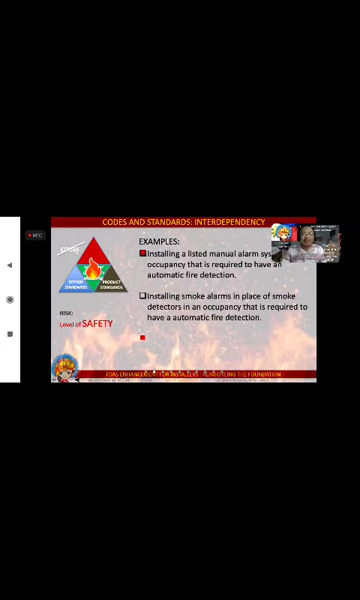 CODES AND STANDARDS: INTERDEPENDENCY
REC
CODES
SYSTEM
STANDARDS
PRODUCT
STANDARDS
RISK:
Level of SAFETY
EXAMPLES:
Installing a listed manual alarm sys
occupancy that is required to have an
automatic fire detection.
Installing smoke alarms in place of smoke
detectors in an occupancy that is required to
have a automatic fire detection.
FDAS ENHANCEMENT FOR INSTALLERS - REINFORCING THE FOUNDATION